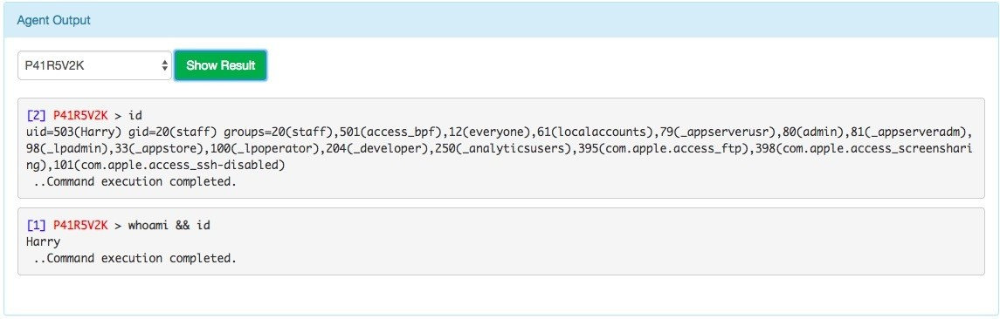 Agent Output
P41R5V2K Show Result
[2] P41R5V2K > id
uid=503(Harry) gid=20(staff) groups=20(staff),501(access_bpf),12(everyone),61(localaccounts),79(_appserverusr),80(admin),81(_appserveradm),
98(_lpadmin),33(_appstore),100(_lpoperator),204(_developer),250(_analyticsusers),395(com.apple.access_ftp),398(com.apple.access_screenshari
ng),101(com.apple.access_ssh-disabled)
..Command execution completed.
[1] P41R5V2K > whoami && id
Harry
..Command execution completed.